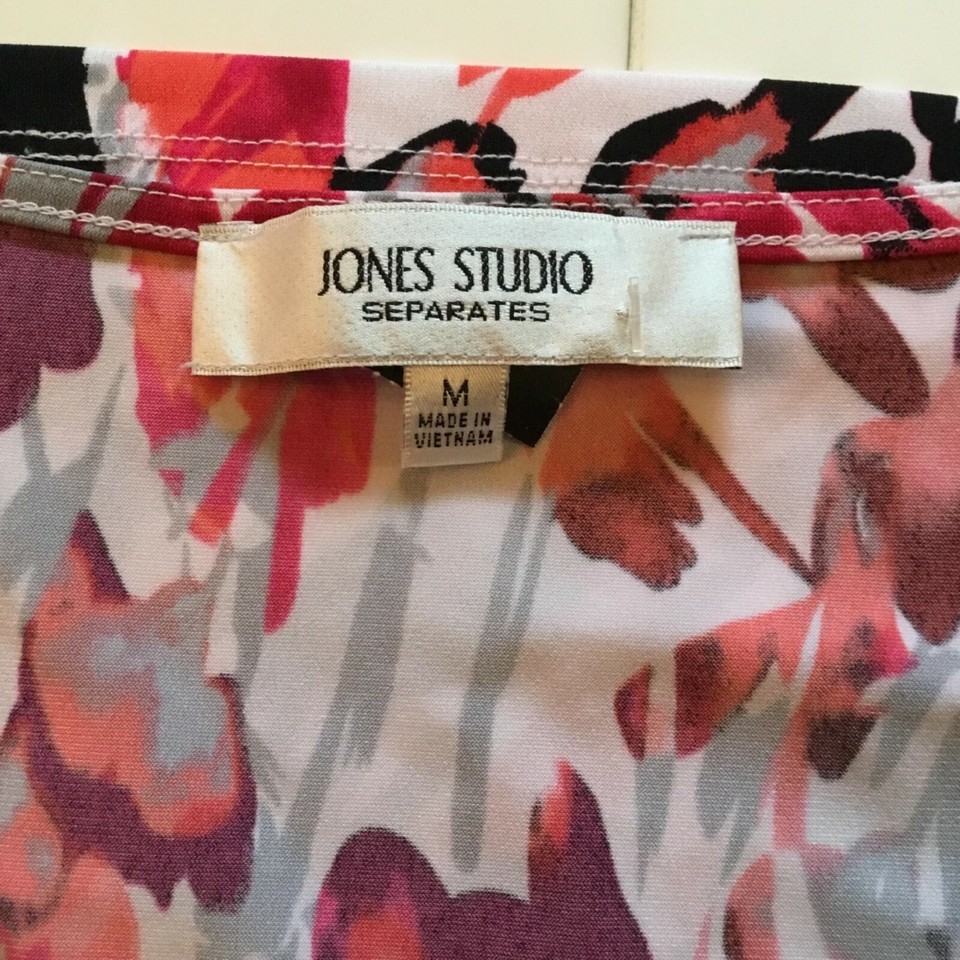 JONES STUDIO
SEPARATES
M
MADE IN
VIETNAM